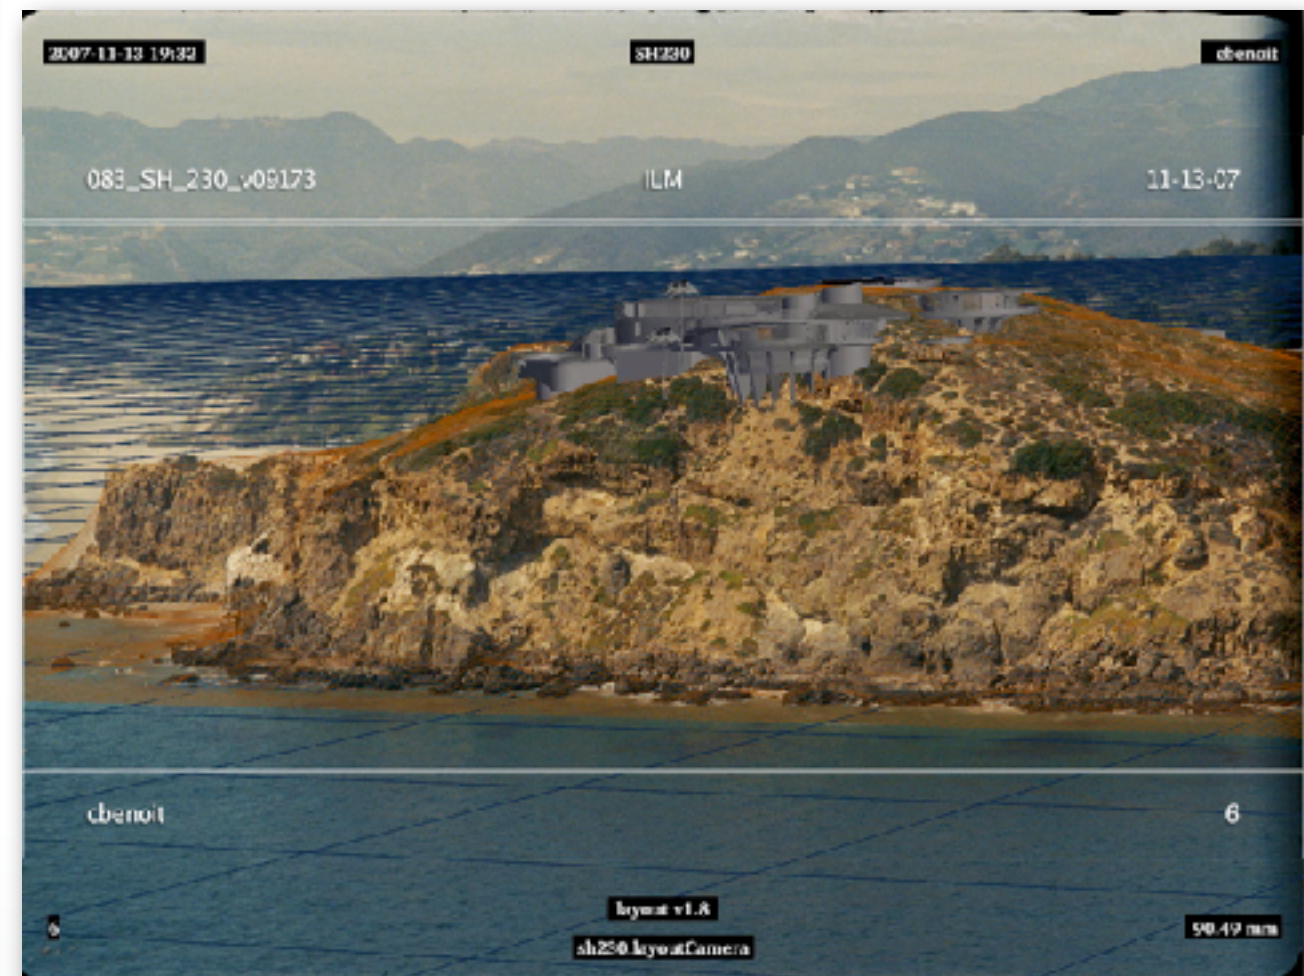 2007-11-13 19:32 SH230 cbenoit
083_SH_230_v09173 ILM 11-13-07
cbenoit 6
layout v1.8
6 90.49 mm
sh230.layoutCamera